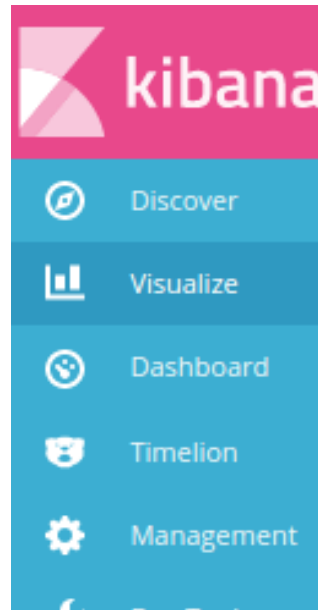 kibana
Discover
Visualize
Dashboard
Timelion
Management